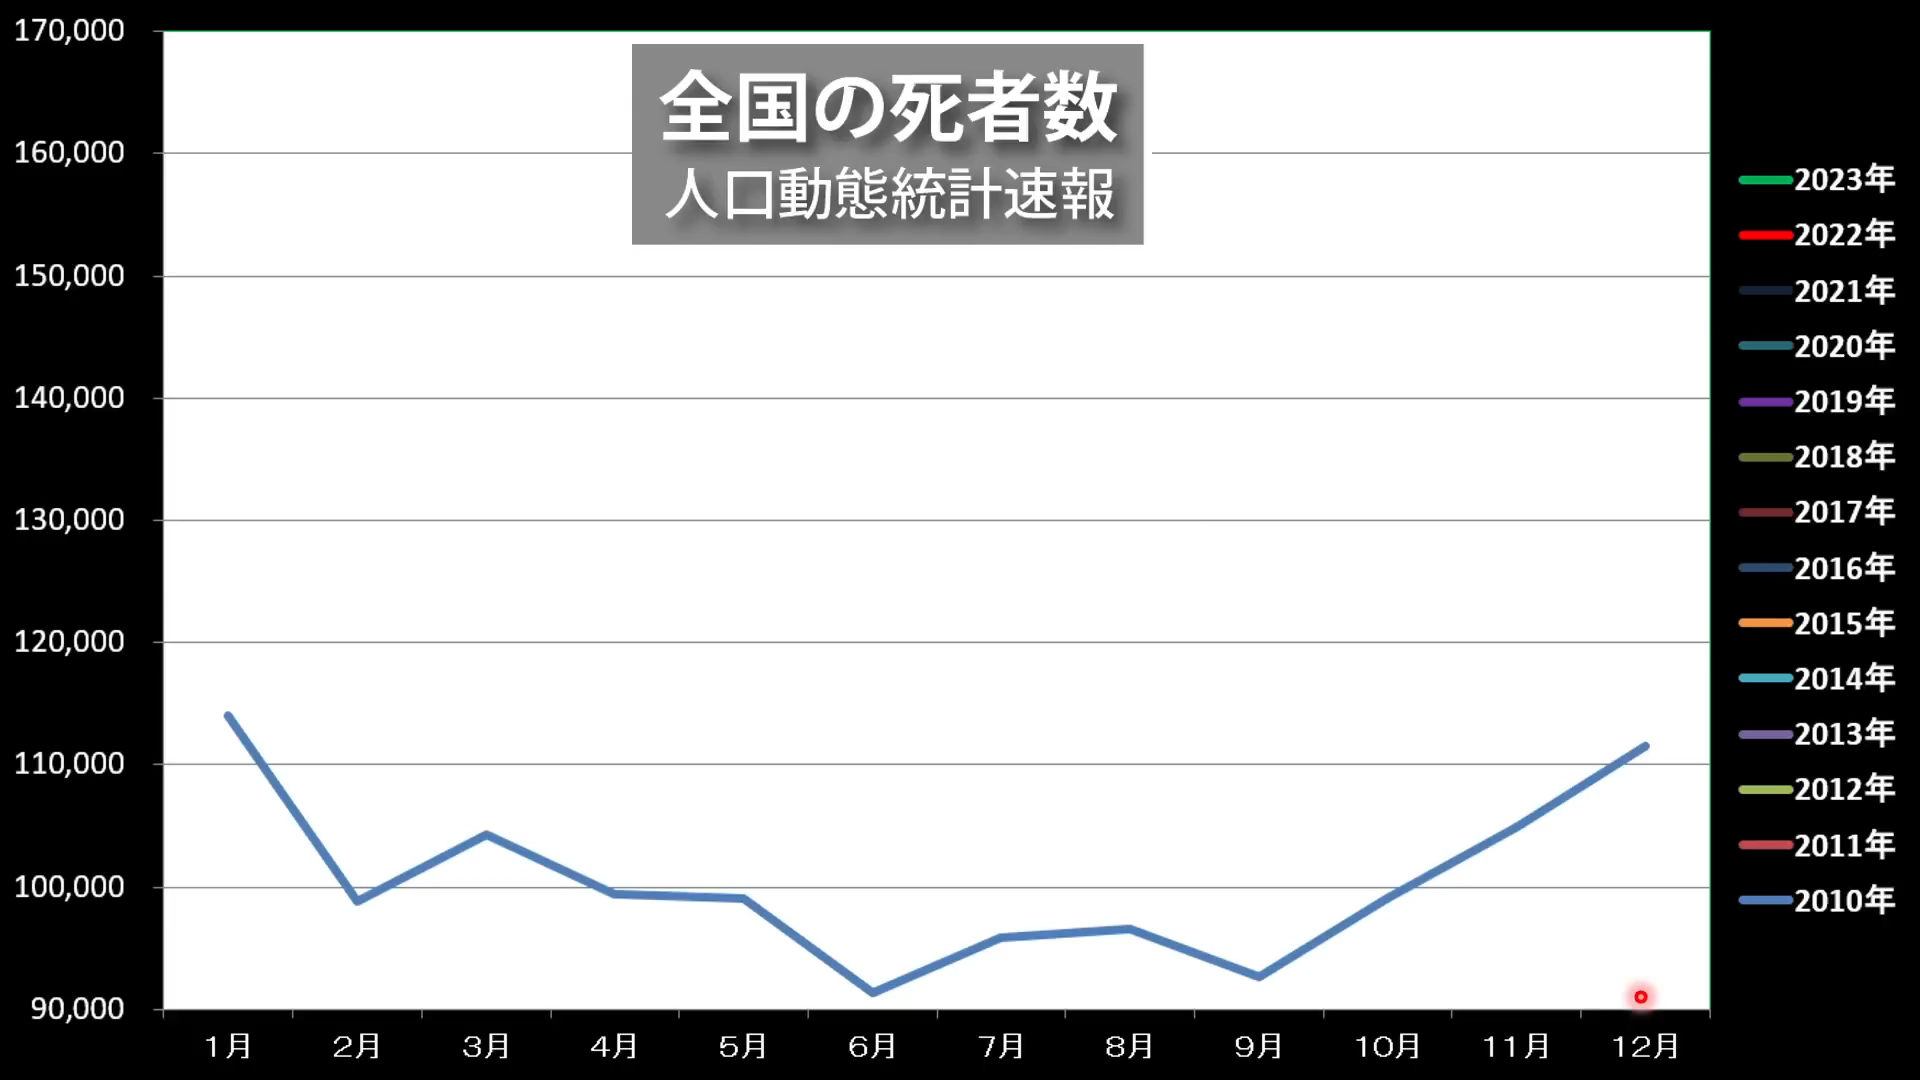 全国の死者数
人口動態統計速報
170,000
160,000
150,000
140,000
130,000
120,000
110,000
100,000
90,000
1月 2月 3月 4月 5月 6月 7月 8月 9月 10月 11月 12月
2023年
2022年
2021年
2020年
2019年
2018年
2017年
2016年
2015年
2014年
2013年
2012年
2011年
2010年